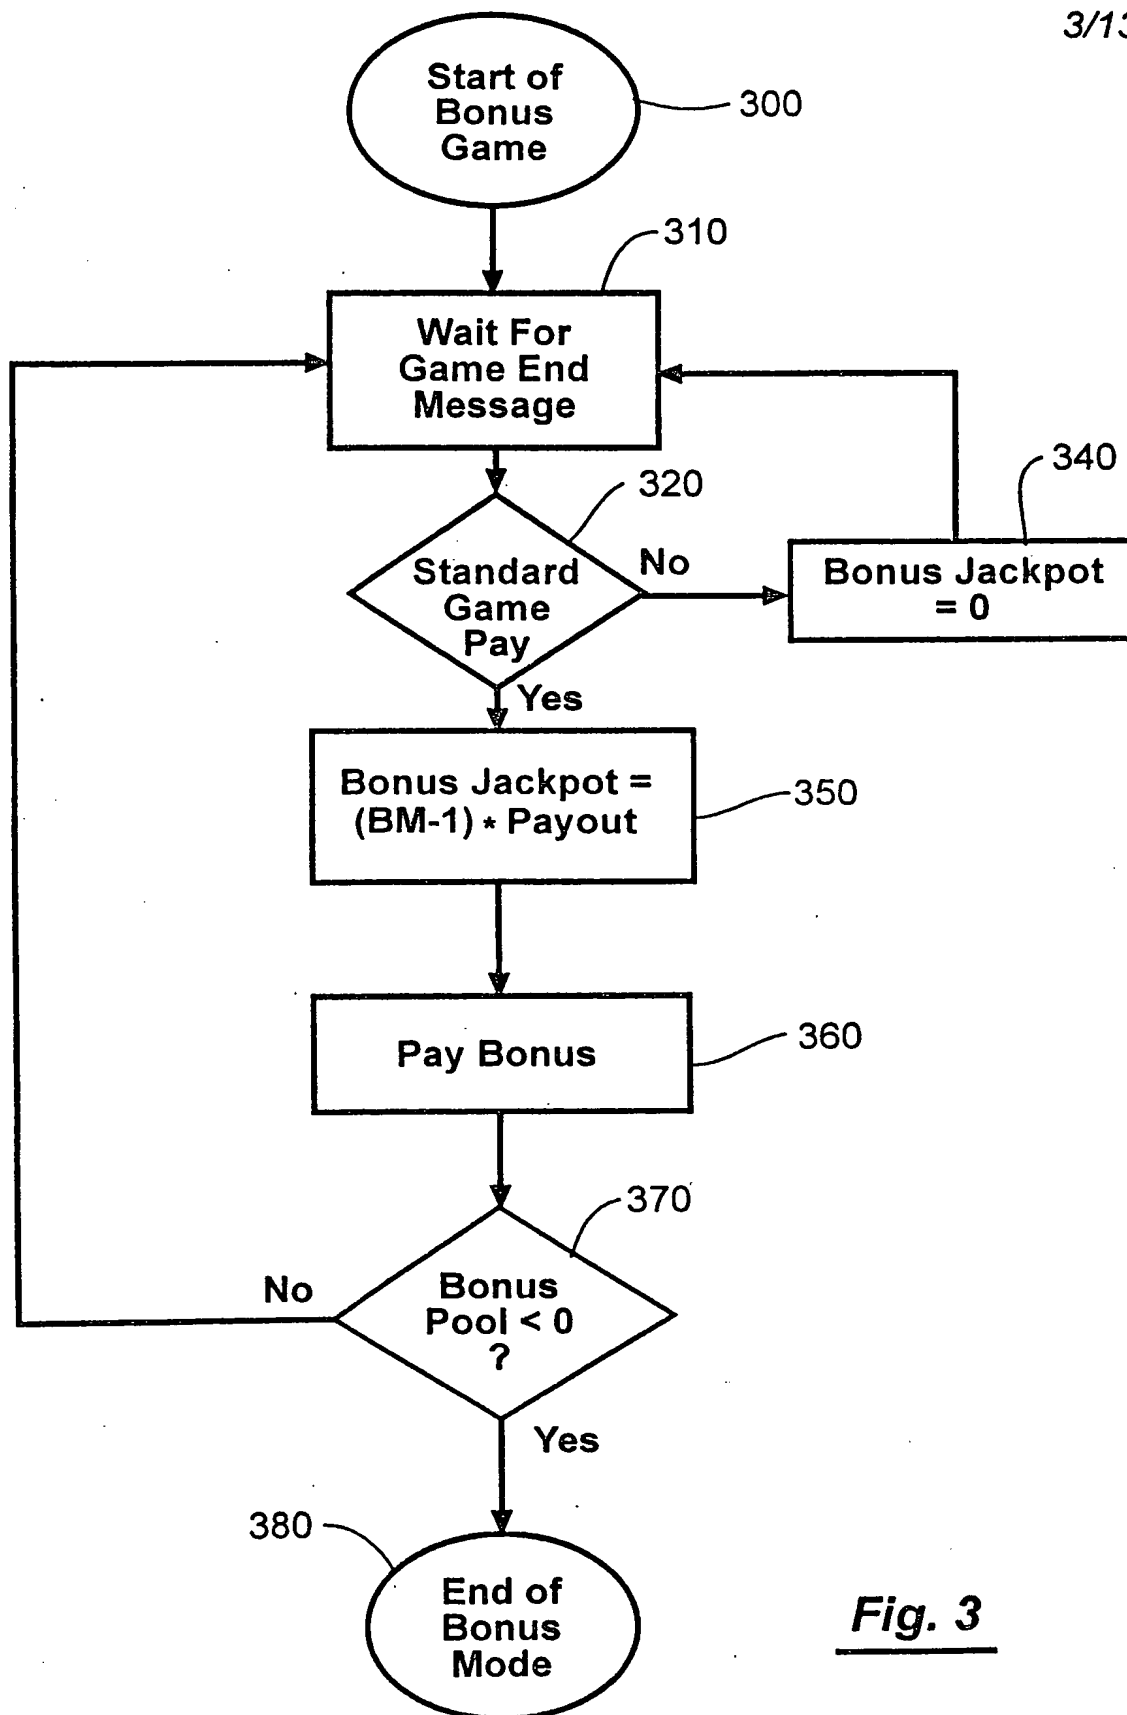 3/13
Start of
Bonus
Game
300
310
Wait For
Game End
Message
320
340
Standard
Game
Pay
No
Bonus Jackpot
= 0
Yes
Bonus Jackpot =
(BM-1) * Payout
350
Pay Bonus
360
370
No
Bonus
Pool < 0
?
Yes
380
End of
Bonus
Mode
Fig. 3